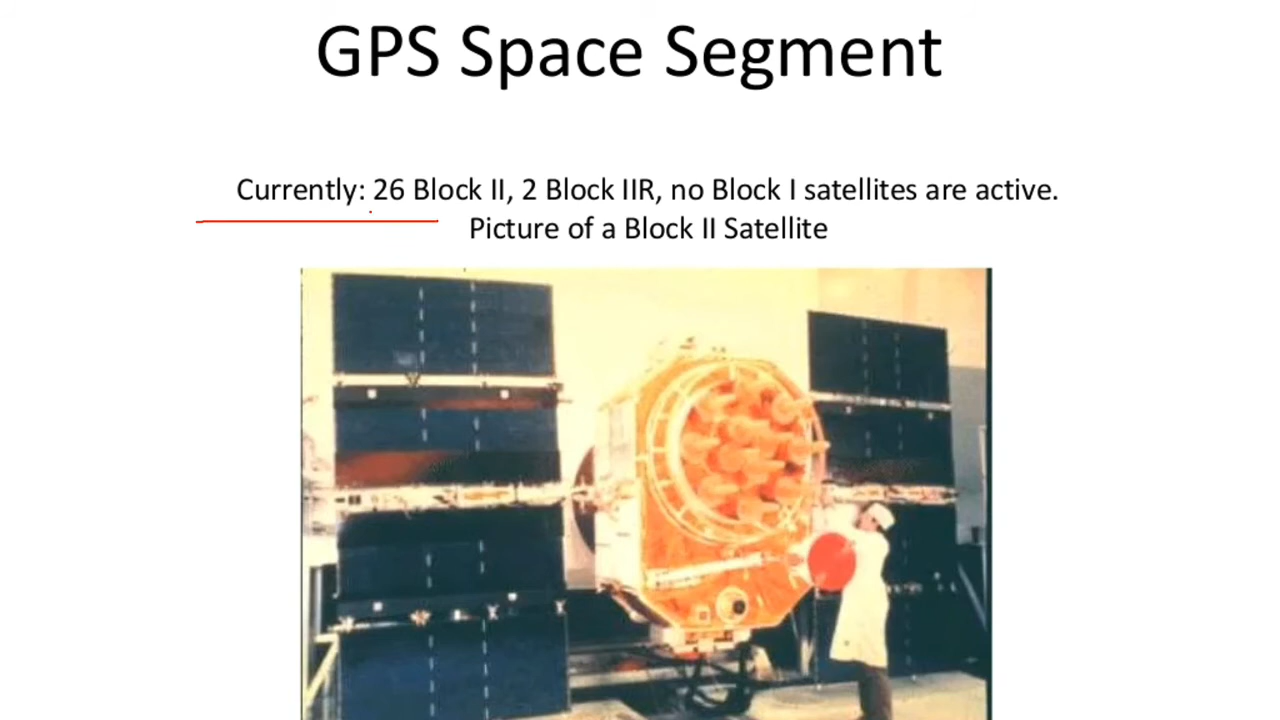 GPS Space Segment
Currently: 26 Block II, 2 Block IIR, no Block I satellites are active.
Picture of a Block II Satellite